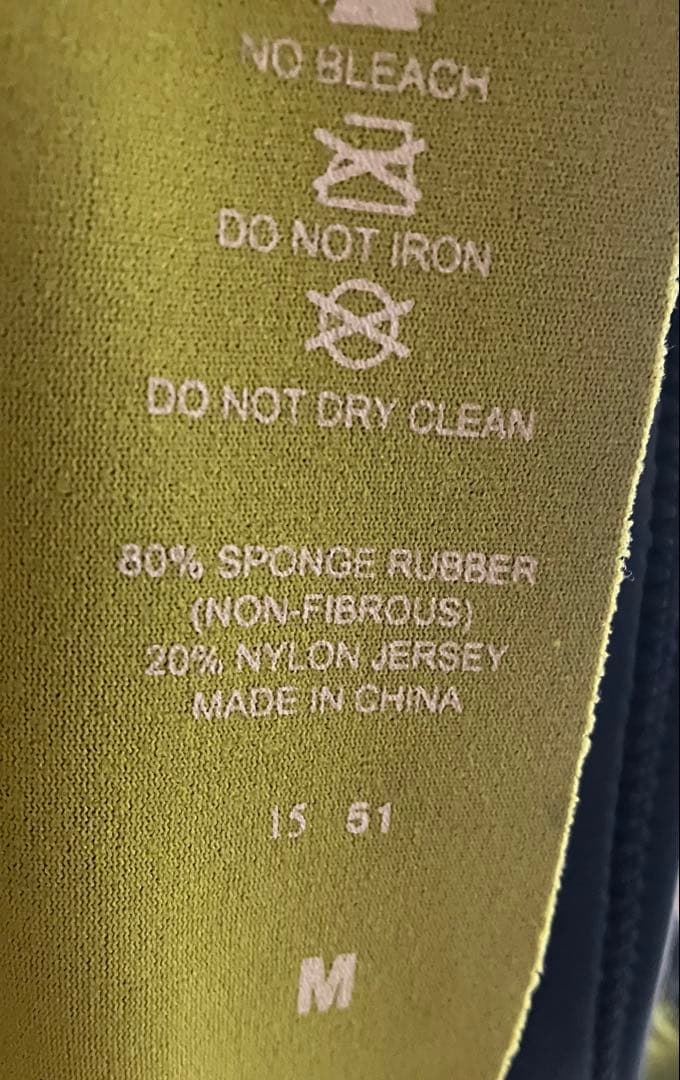 NO BLEACH
DO NOT IRON
DO NOT DRY CLEAN
80% SPONGE RUBBER
(NON-FIBROUS)
20% NYLON JERSEY
MADE IN CHINA
15 61
M